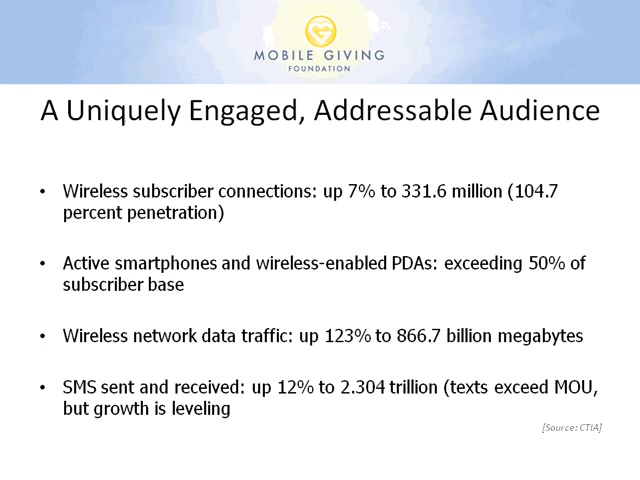 MOBILE GIVING
FOUNDATION
A Uniquely Engaged, Addressable Audience
• Wireless subscriber connections: up 7% to 331.6 million (104.7
percent penetration)
• Active smartphones and wireless-enabled PDAs: exceeding 50% of
subscriber base
• Wireless network data traffic: up 123% to 866.7 billion megabytes
• SMS sent and received: up 12% to 2.304 trillion (texts exceed MOU,
but growth is leveling
[Source: CTIA]